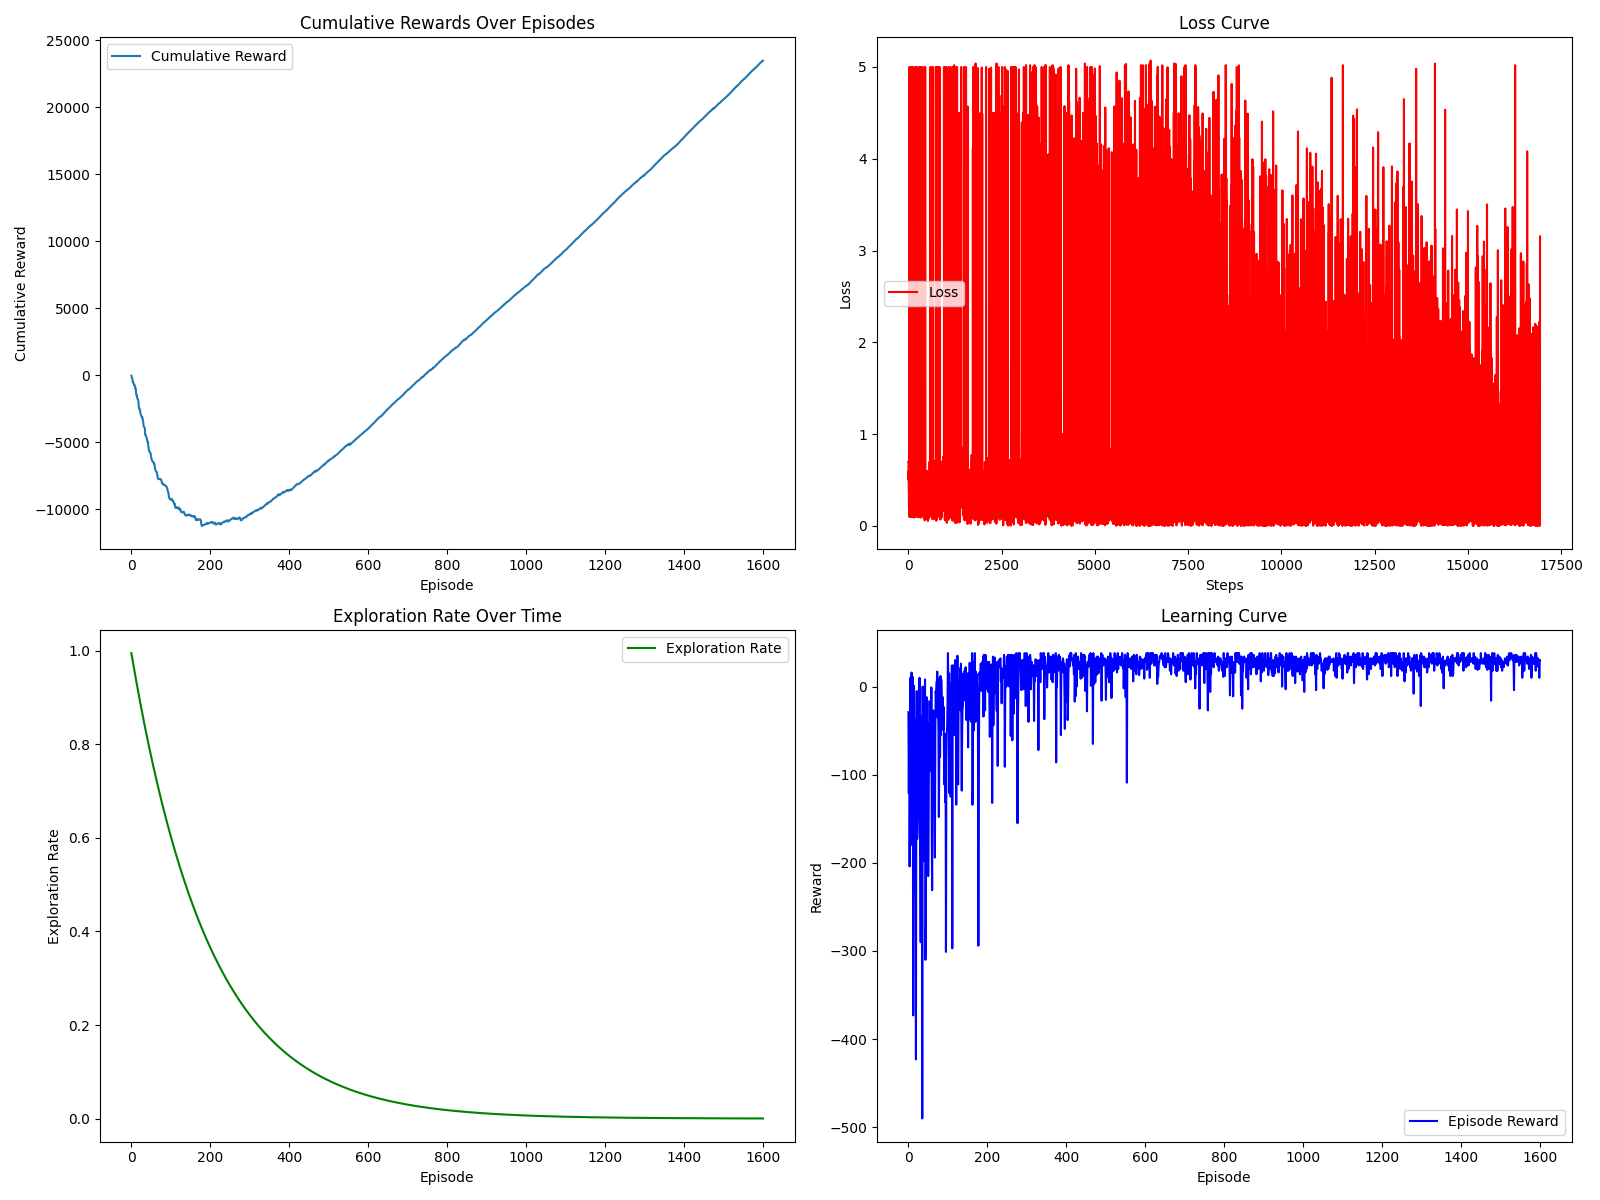 Cumulative Rewards Over Episodes
Cumulative Reward
25000
20000
15000
10000
5000
0
−5000
−10000
Cumulative Reward
0 200 400 600 800 1000 1200 1400 1600
Episode
Loss Curve
Loss
5
4
3
2
1
0
Loss
0 2500 5000 7500 10000 12500 15000 17500
Steps
Exploration Rate Over Time
Exploration Rate
1.0
0.8
0.6
0.4
0.2
0.0
Exploration Rate
0 200 400 600 800 1000 1200 1400 1600
Episode
Learning Curve
Reward
0
−100
−200
−300
−400
−500
Episode Reward
0 200 400 600 800 1000 1200 1400 1600
Episode